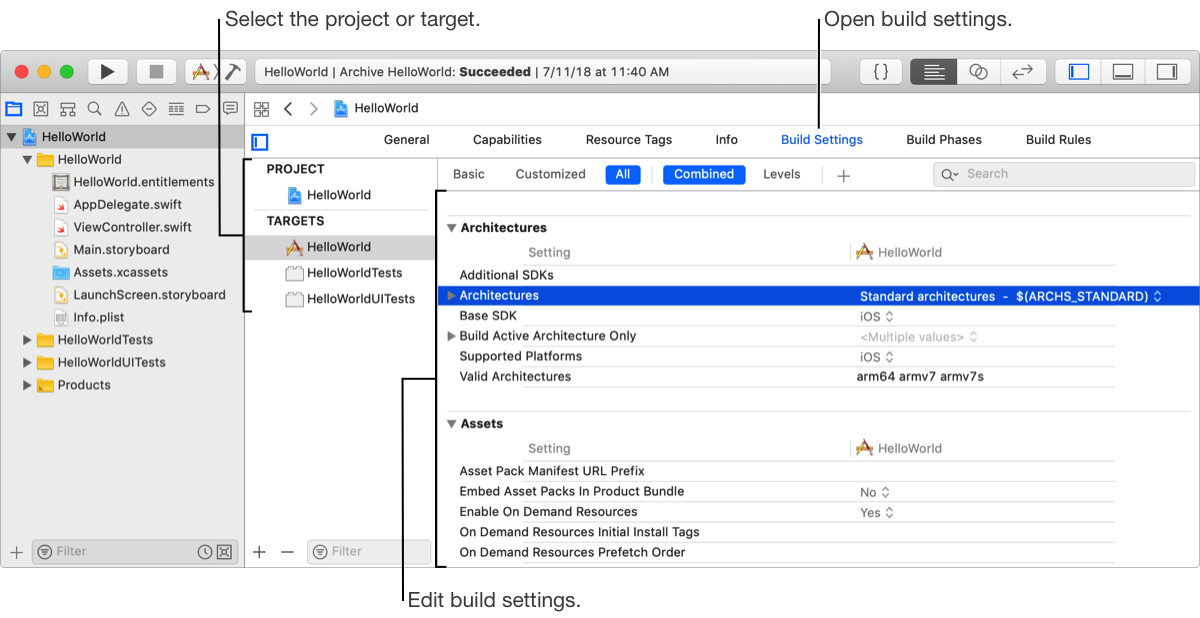 Select the project or target.
Open build settings.
HelloWorld | Archive HelloWorld: Succeeded | 7/11/18 at 11:40 AM
{}
HelloWorld
HelloWorld
HelloWorld
HelloWorld.entitlements
AppDelegate.swift
ViewController.swift
Main.storyboard
Assets.xcassets
LaunchScreen.storyboard
Info.plist
HelloWorldTests
HelloWorldUITests
Products
Filter
General Capabilities Resource Tags Info Build Settings Build Phases Build Rules
PROJECT
HelloWorld
TARGETS
HelloWorld
HelloWorldTests
HelloWorldUITests
Filter
Basic Customized All Combined Levels + Search
Architectures
Setting HelloWorld
Additional SDKs
Architectures Standard architectures - $(ARCHS_STANDARD)
Base SDK iOS
Build Active Architecture Only <Multiple values>
Supported Platforms iOS
Valid Architectures arm64 armv7 armv7s
Assets
Setting HelloWorld
Asset Pack Manifest URL Prefix
Embed Asset Packs In Product Bundle No
Enable On Demand Resources Yes
On Demand Resources Initial Install Tags
On Demand Resources Prefetch Order
Edit build settings.